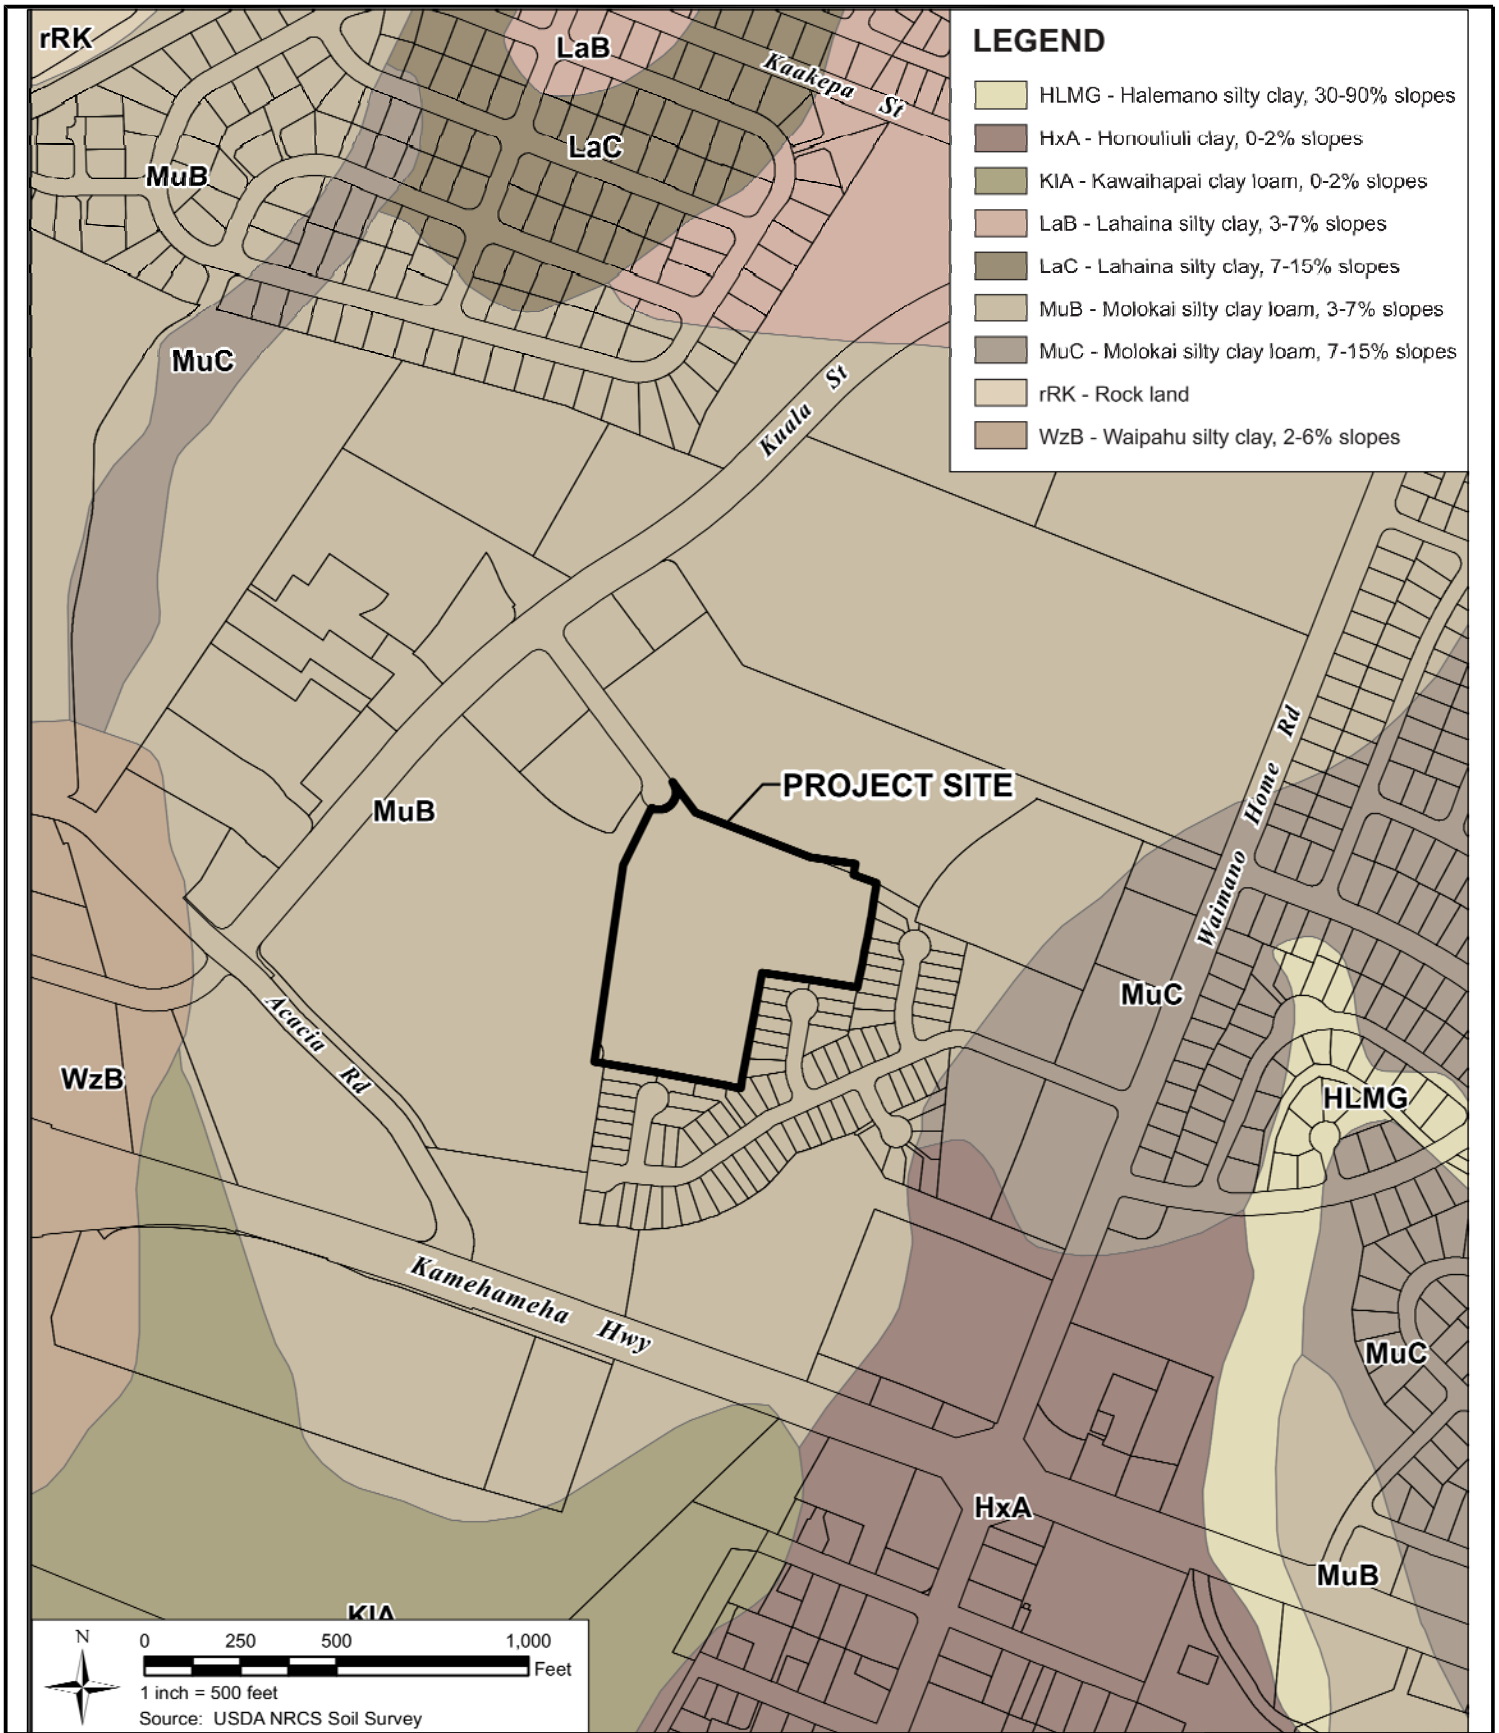 rRK
LaB
Kaakepa St
LaC
MuB
MuC
Kuala St
LEGEND
HLMG - Halemano silty clay, 30-90% slopes
HxA - Honouliuli clay, 0-2% slopes
KIA - Kawaihapai clay loam, 0-2% slopes
LaB - Lahaina silty clay, 3-7% slopes
LaC - Lahaina silty clay, 7-15% slopes
MuB - Molokai silty clay loam, 3-7% slopes
MuC - Molokai silty clay loam, 7-15% slopes
rRK - Rock land
WzB - Waipahu silty clay, 2-6% slopes
Waimano Home Rd
PROJECT SITE
MuB
MuC
Acacia Rd
WzB
HLMG
Kamehameha Hwy
MuC
HxA
MuB
KIA
N
0 250 500 1,000
Feet
1 inch = 500 feet
Source: USDA NRCS Soil Survey